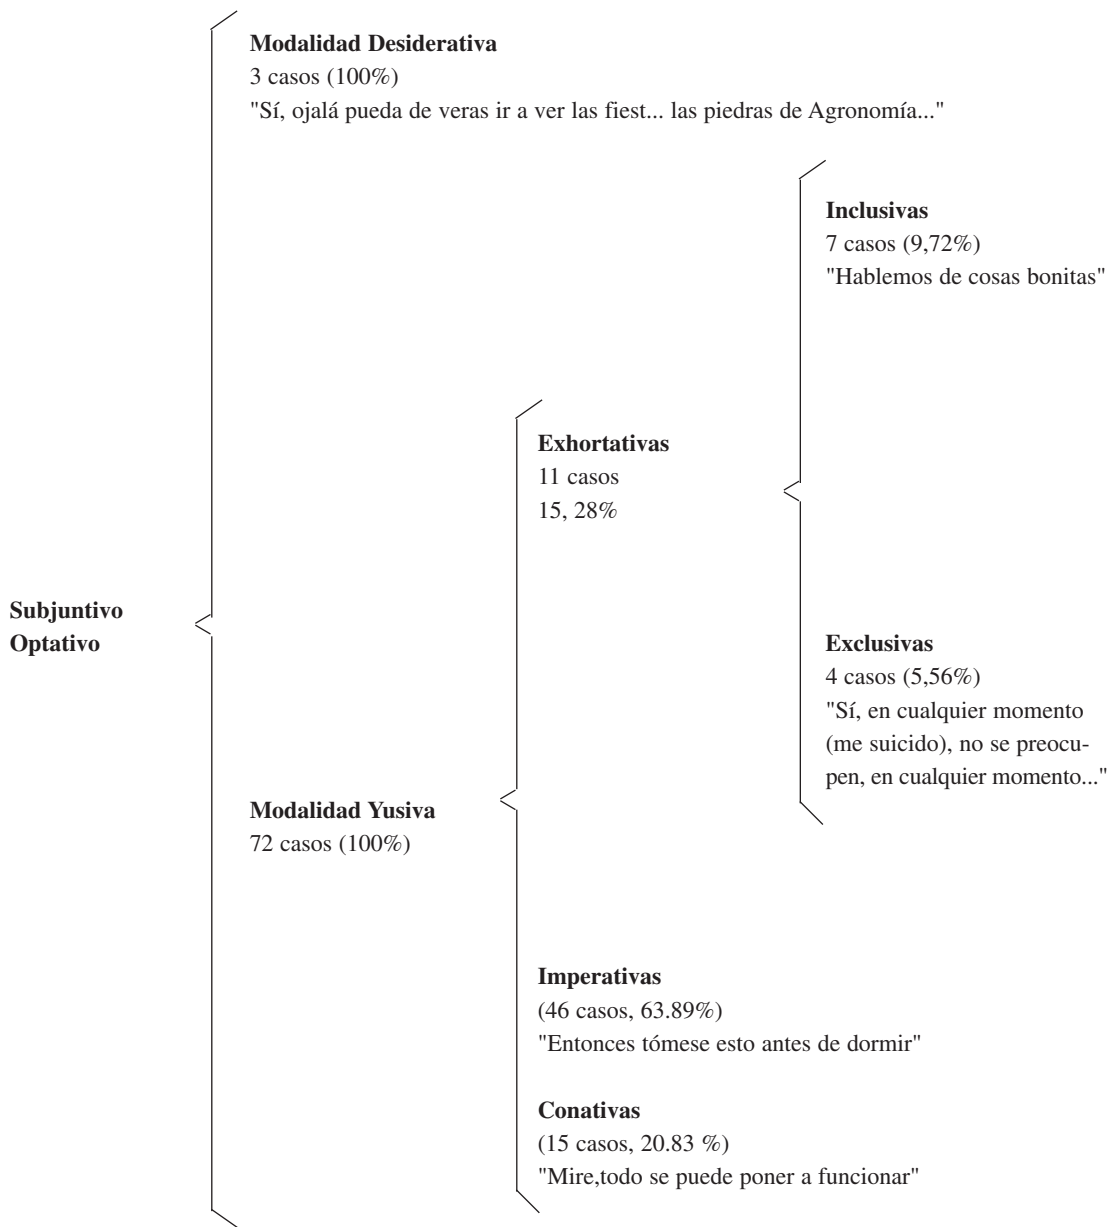 Modalidad Desiderativa
3 casos (100%)
"Sí, ojalá pueda de veras ir a ver las fiest... las piedras de Agronomía..."
Inclusivas
7 casos (9,72%)
"Hablemos de cosas bonitas"
Exhortativas
11 casos
15, 28%
Subjuntivo
Optativo
Exclusivas
4 casos (5,56%)
"Sí, en cualquier momento
(me suicido), no se preocu-
pen, en cualquier momento..."
Modalidad Yusiva
72 casos (100%)
Imperativas
(46 casos, 63.89%)
"Entonces tómese esto antes de dormir"
Conativas
(15 casos, 20.83 %)
"Mire,todo se puede poner a funcionar"